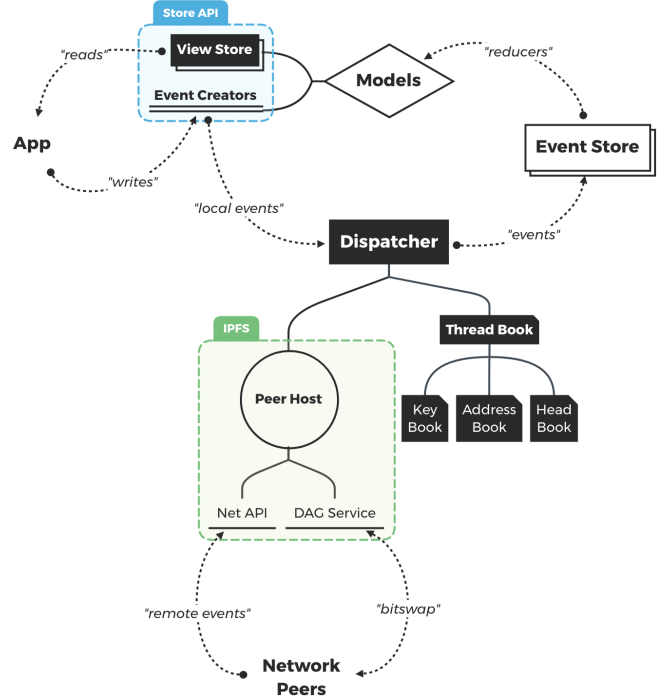 Store API
View Store
Event Creators
"reads"
"reducers"
Models
App
Event Store
"writes"
"local events"
Dispatcher
"events"
IPFS
Thread Book
Peer Host
Key
Book
Address
Book
Head
Book
Net API
DAG Service
"remote events"
"bitswap"
Network
Peers